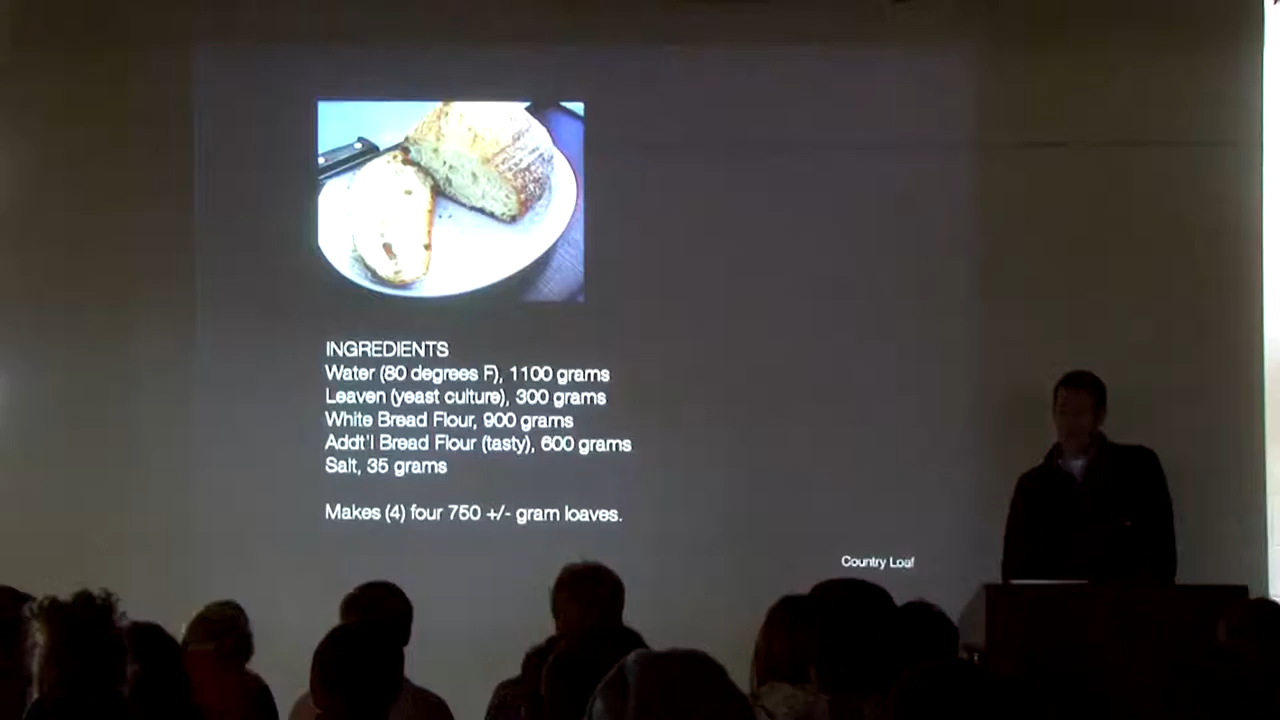 INGREDIENTS
Water (80 degrees F), 1100 grams
Leaven (yeast culture), 300 grams
White Bread Flour, 900 grams
Addt'l Bread Flour (tasty), 600 grams
Salt, 35 grams
Makes (4) four 750 +/- gram loaves.
Country Loaf